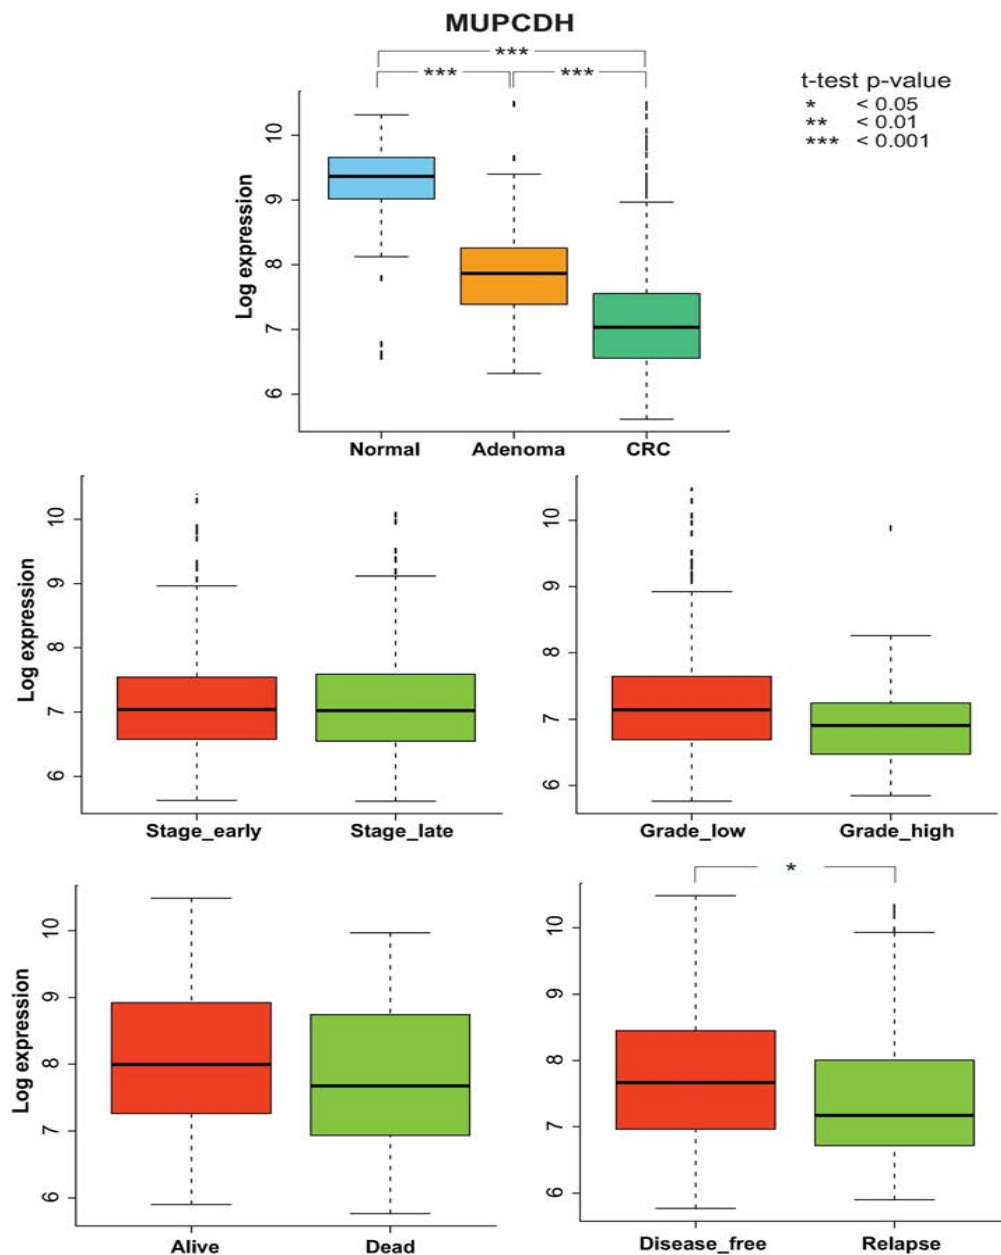 MUPCDH
***
*** ***
t-test p-value
* < 0.05
** < 0.01
*** < 0.001
Log expression
10
9
8
7
6
Normal Adenoma CRC
Log expression
10
9
8
7
6
Stage_early Stage_late
10
9
8
7
6
Grade_low Grade_high
Log expression
10
9
8
7
6
Alive Dead
*
10
9
8
7
6
Disease_free Relapse